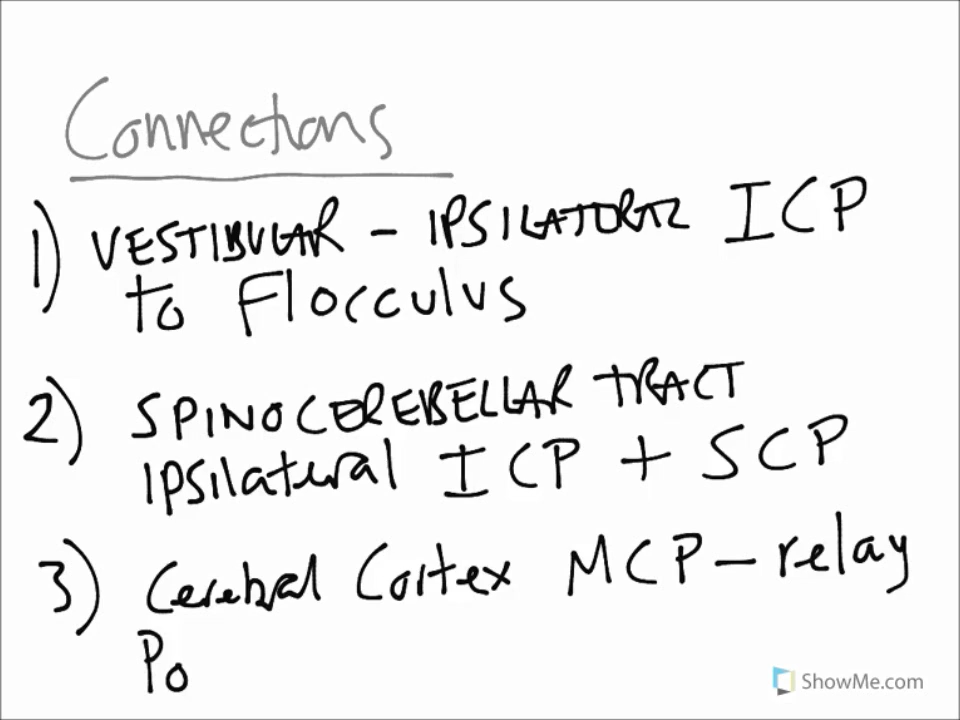 Connections
1) VESTIBULAR - IPSILATORAL ICP
to Flocculus
2) SPINOCEREBELLAR TRACT
Ipsilateral ICP + SCP
3) Cerebral Cortex MCP - relay
Po
ShowMe.com